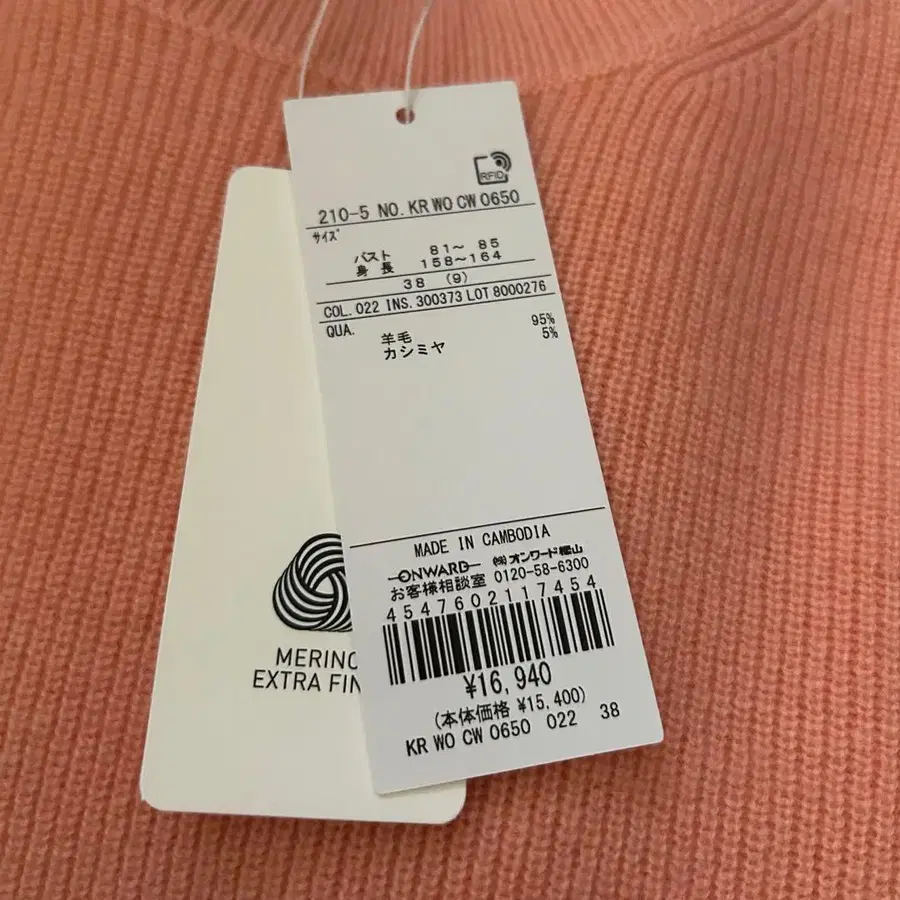 RFID
210-5 NO. KR WO CW 0650
サイズ
バスト 81～ 85
身長 158～164
38 (9)
COL. 022 INS. 300373 LOT 8000276
QUA.
羊毛 95%
カシミヤ 5%
MADE IN CAMBODIA
ONWARD ㈱オンワード樫山
お客様相談室 0120-58-6300
4547602117454
¥16,940
(本体価格 ¥15,400)
KR WO CW 0650 022 38
MERINO
EXTRA FIN